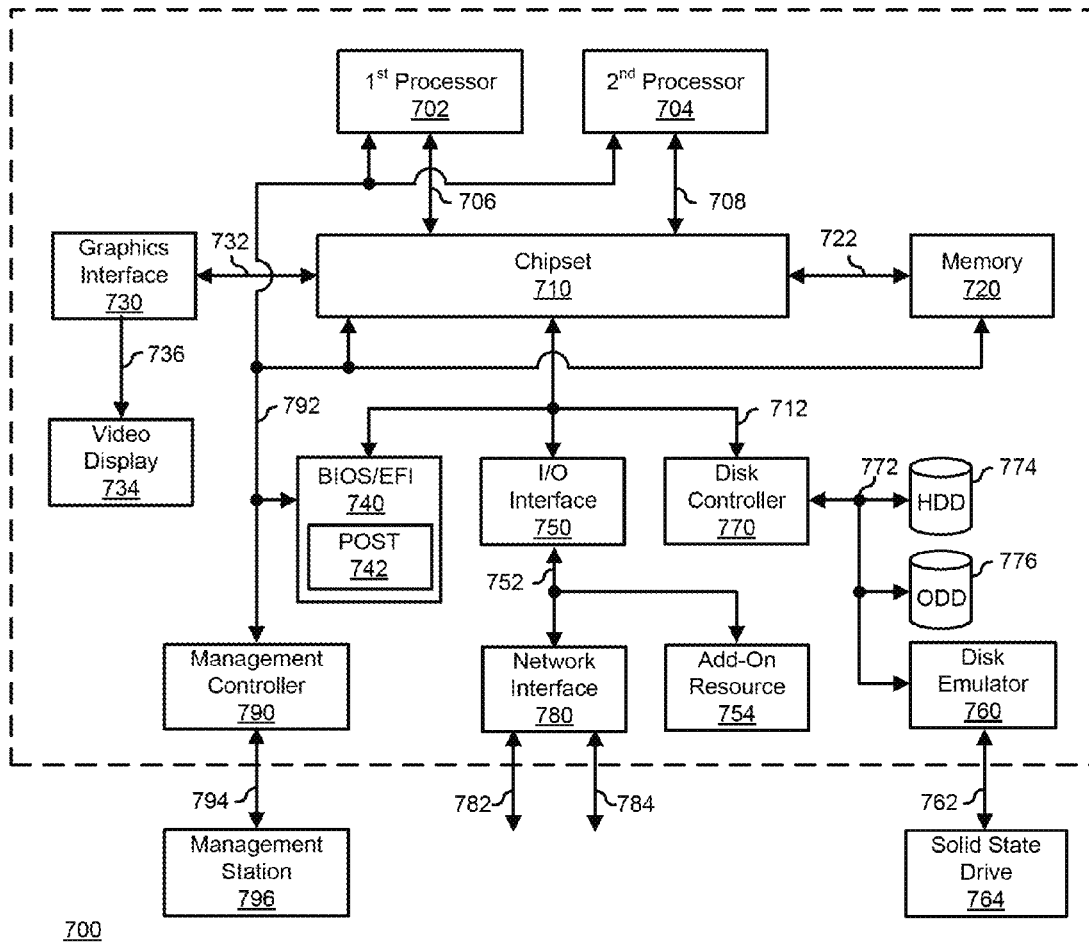 1st Processor
702
2nd Processor
704
706
708
Graphics
Interface
730
732
Chipset
710
722
Memory
720
736
792
712
Video
Display
734
BIOS/EFI
740
POST
742
I/O
Interface
750
Disk
Controller
770
772
HDD
774
752
ODD
776
Management
Controller
790
Network
Interface
780
Add-On
Resource
754
Disk
Emulator
760
794
782
784
762
Management
Station
796
Solid State
Drive
764
700